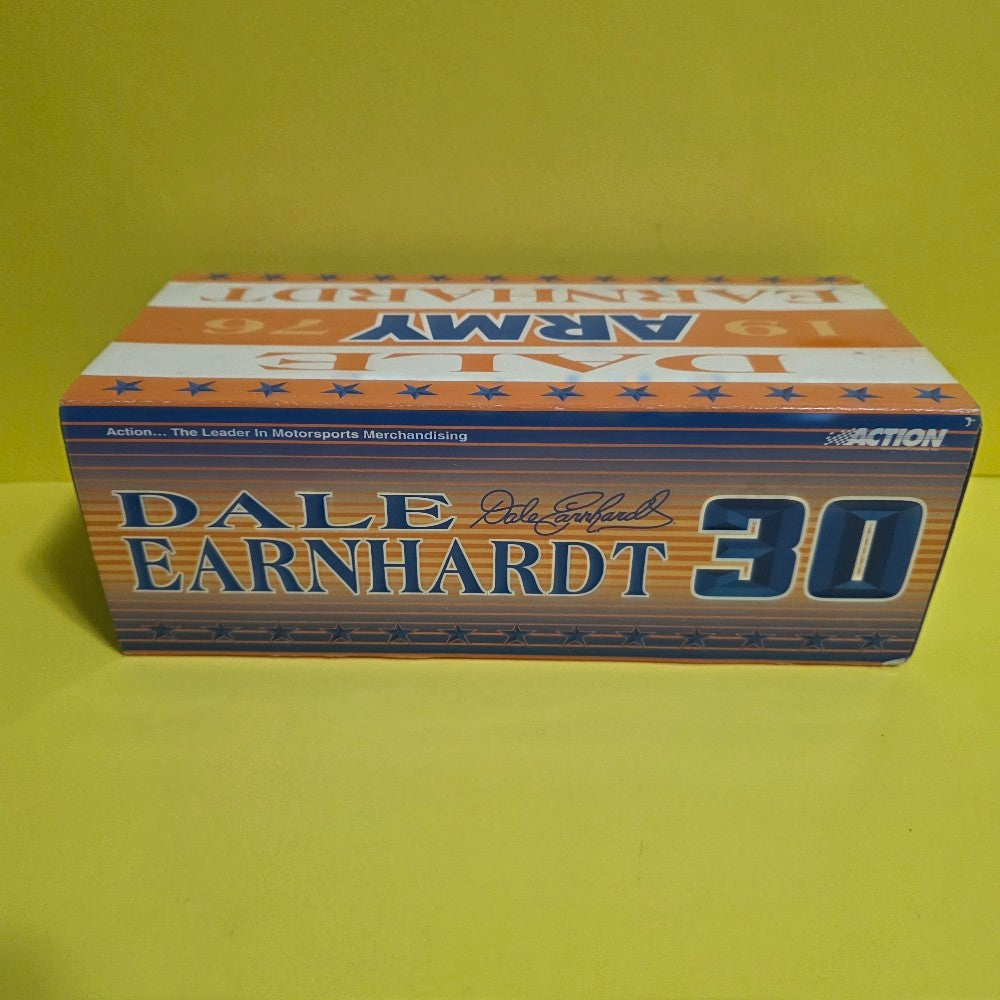 EARNHARDT
19 ARMY 76
DALE
Action... The Leader In Motorsports Merchandising
ACTION
DALE Dale Earnhardt 30
EARNHARDT